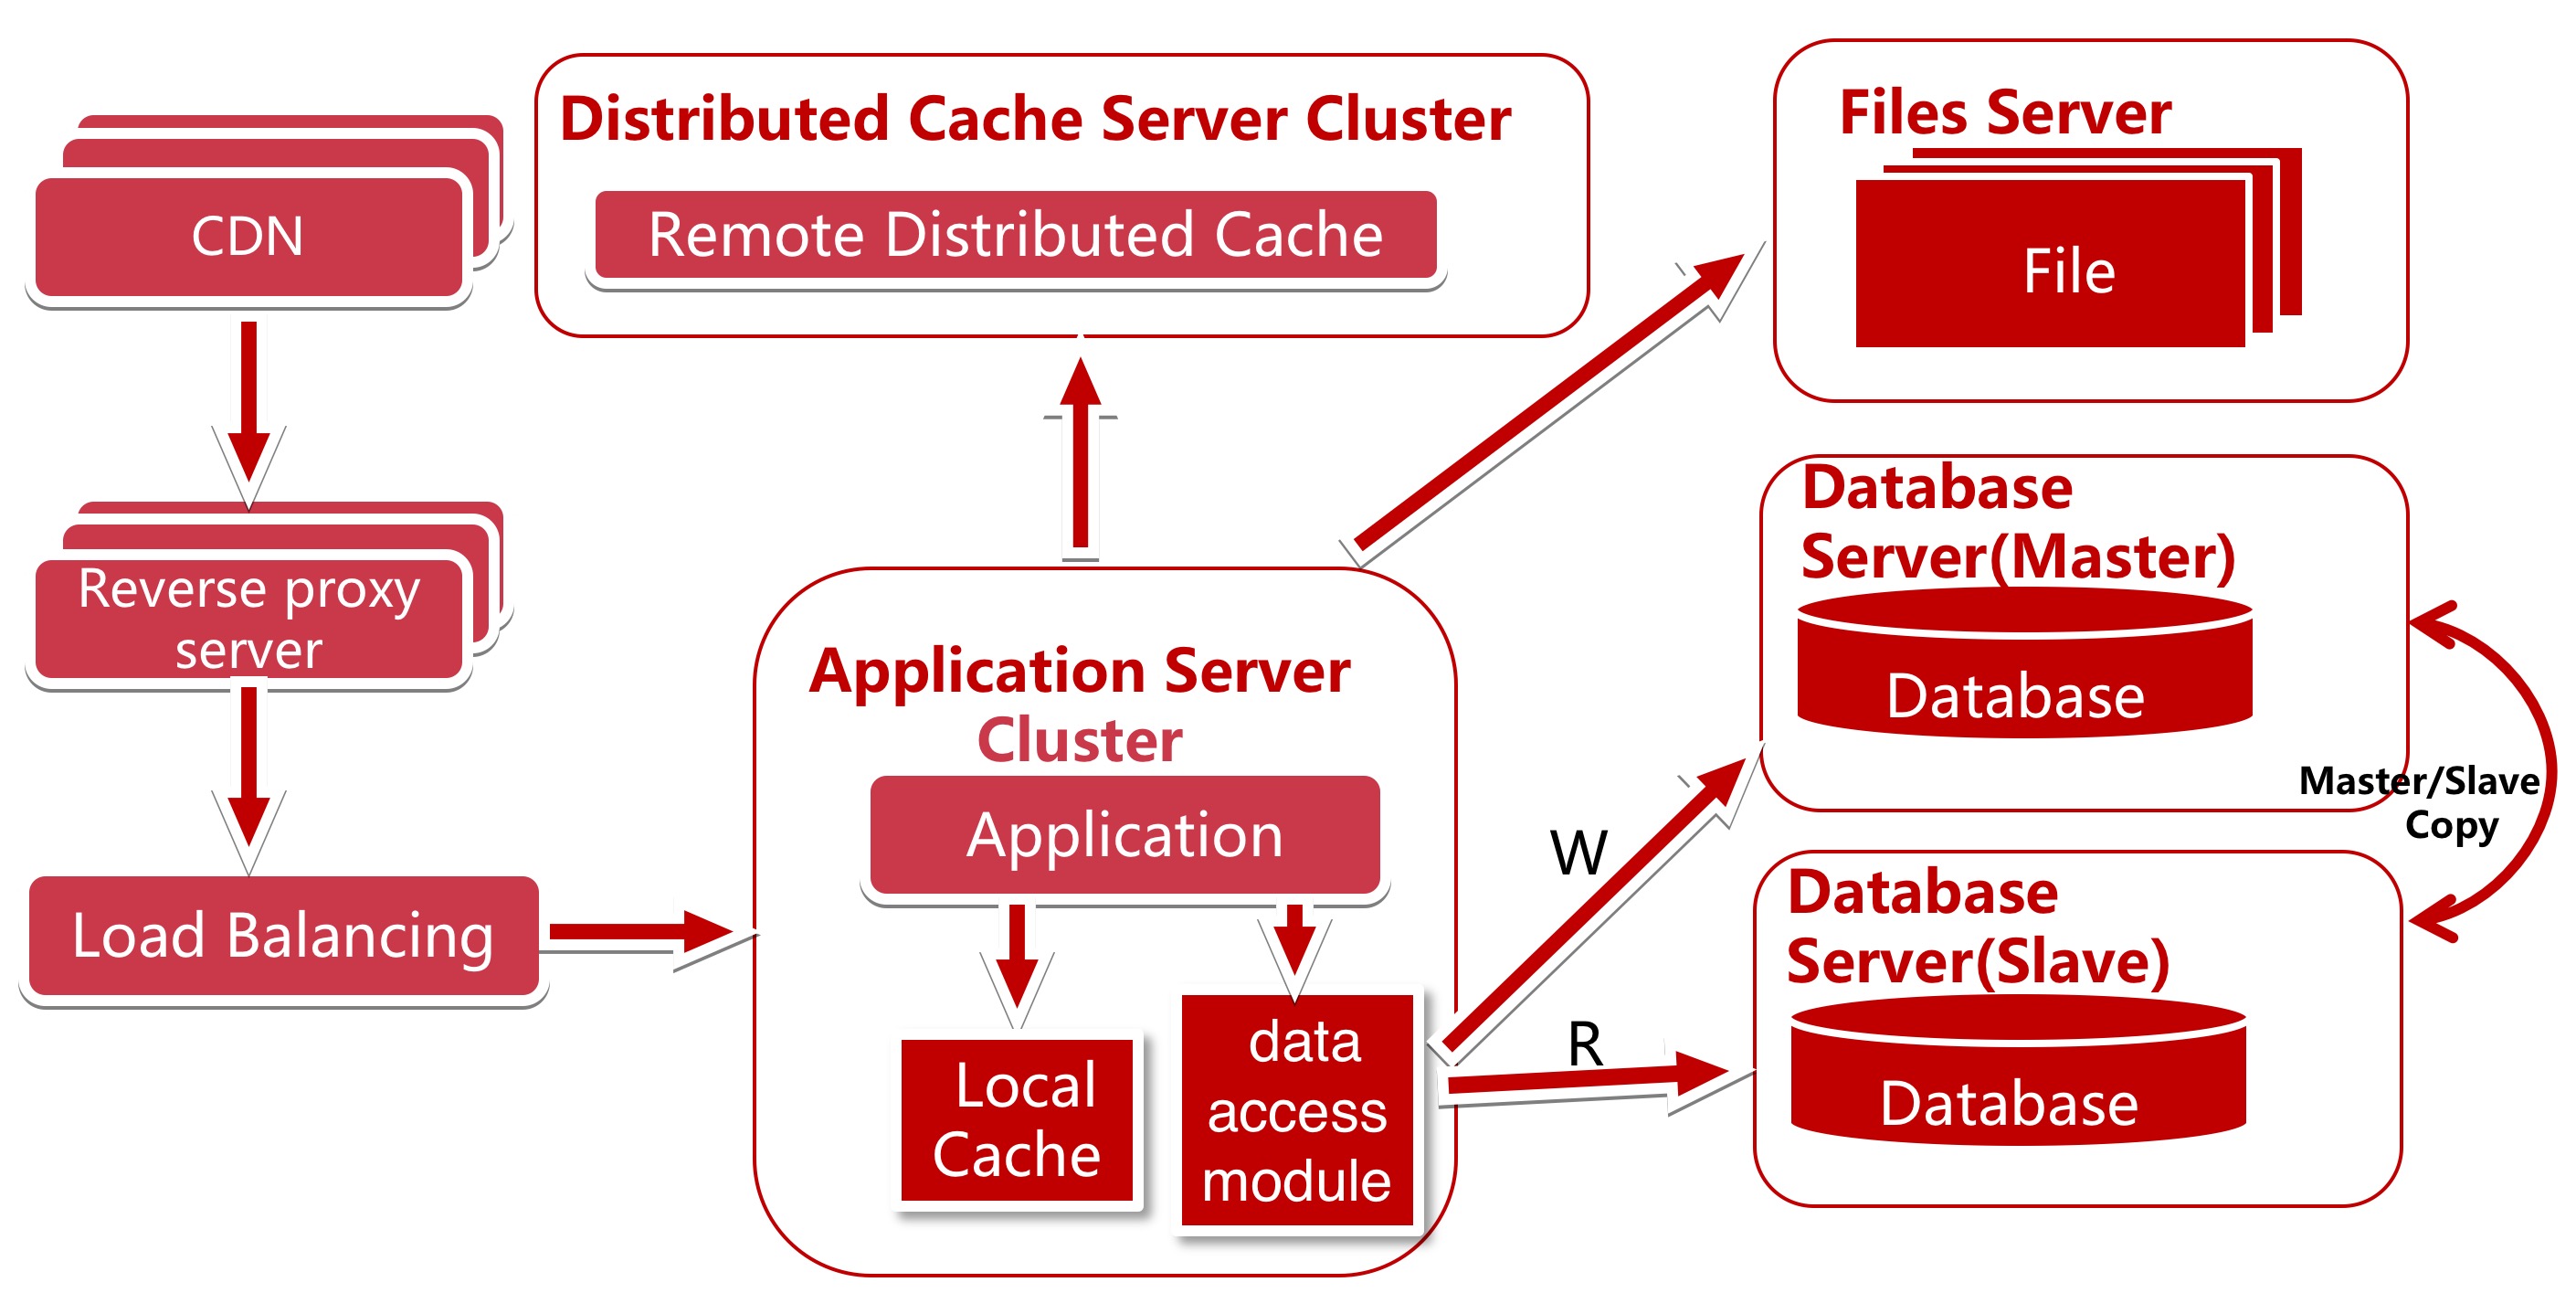 CDN
Reverse proxy
server
Load Balancing
Distributed Cache Server Cluster
Remote Distributed Cache
Application Server
Cluster
Application
Local
Cache
data
access
module
W
R
Files Server
File
Database
Server(Master)
Database
Master/Slave
Copy
Database
Server(Slave)
Database